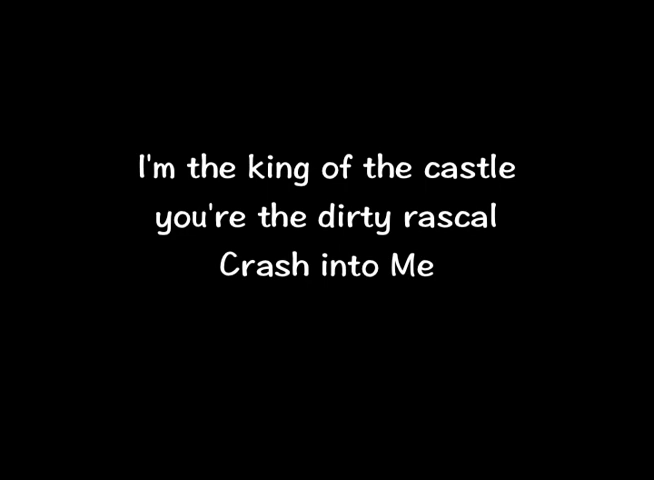 I'm the king of the castle
you're the dirty rascal
Crash into Me